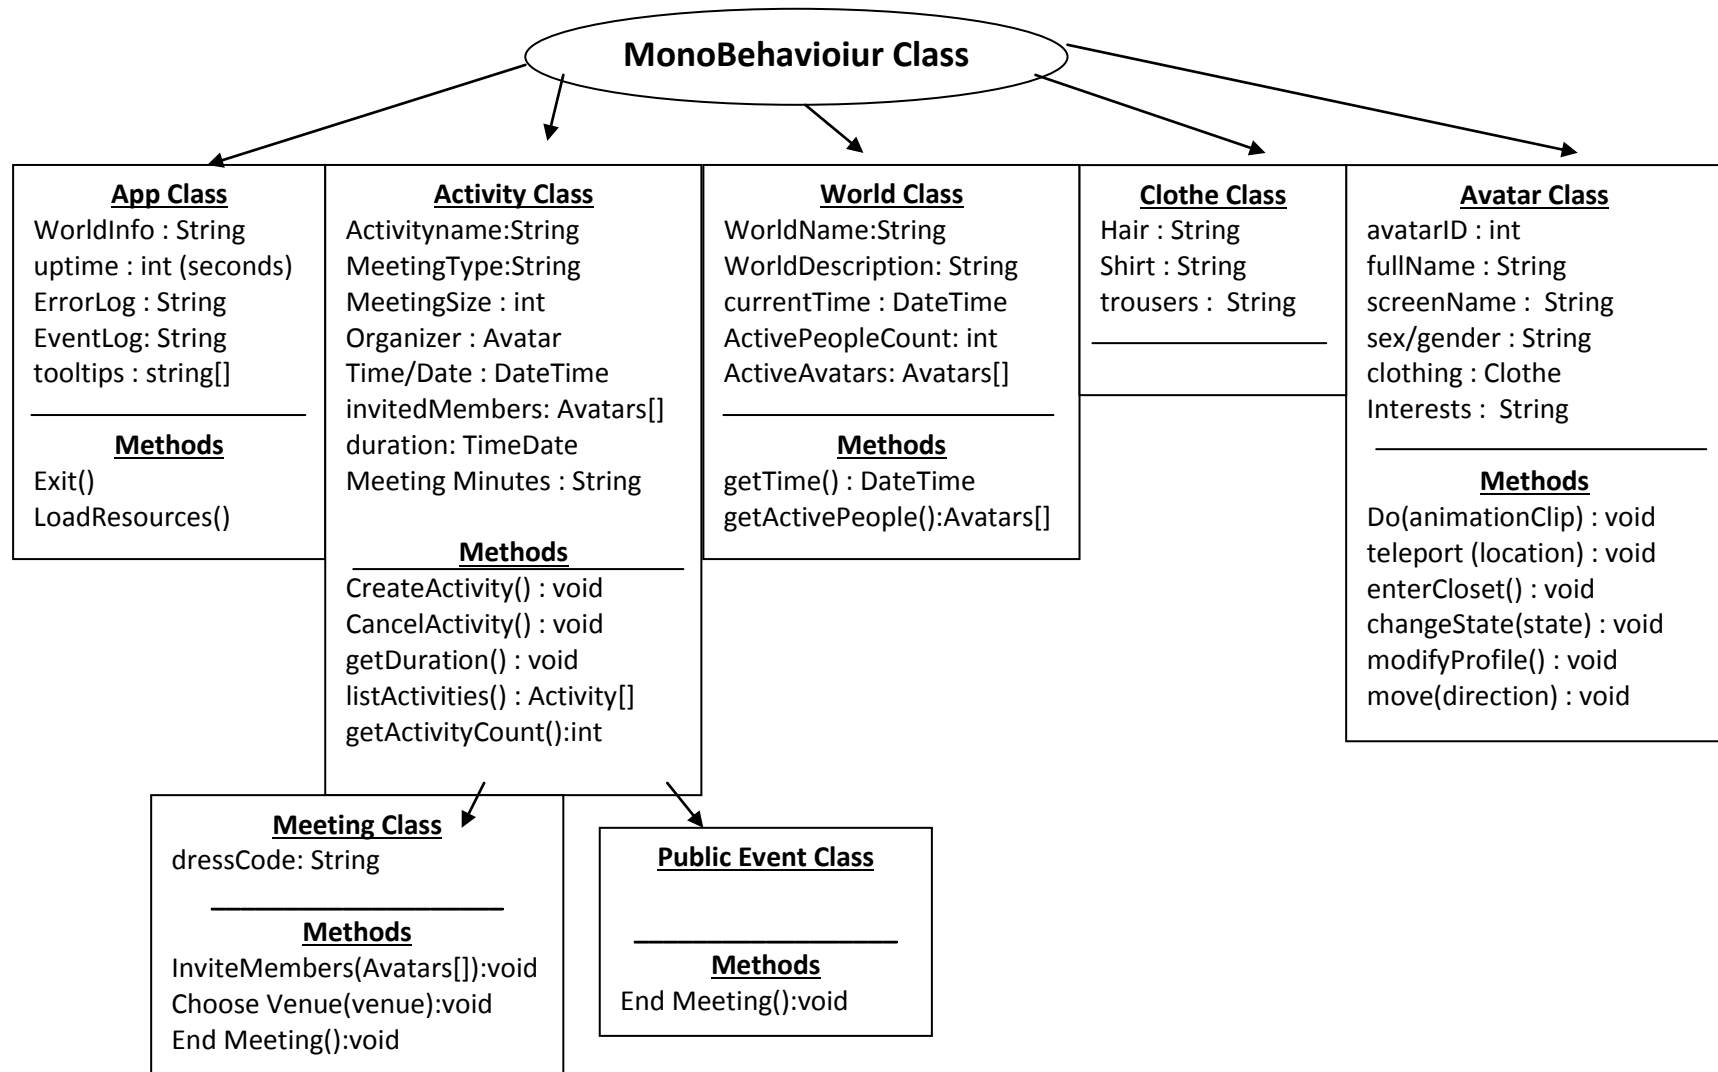 MonoBehavioiur Class
App Class
WorldInfo : String
uptime : int (seconds)
ErrorLog : String
EventLog: String
tooltips : string[]
Methods
Exit()
LoadResources()
Activity Class
Activityname:String
MeetingType:String
MeetingSize : int
Organizer : Avatar
Time/Date : DateTime
invitedMembers: Avatars[]
duration: TimeDate
Meeting Minutes : String
Methods
CreateActivity() : void
CancelActivity() : void
getDuration() : void
listActivities() : Activity[]
getActivityCount():int
World Class
WorldName:String
WorldDescription: String
currentTime : DateTime
ActivePeopleCount: int
ActiveAvatars: Avatars[]
Methods
getTime() : DateTime
getActivePeople():Avatars[]
Clothe Class
Hair : String
Shirt : String
trousers :  String
Avatar Class
avatarID : int
fullName : String
screenName :  String
sex/gender : String
clothing : Clothe
Interests :  String
Methods
Do(animationClip) : void
teleport (location) : void
enterCloset() : void
changeState(state) : void
modifyProfile() : void
move(direction) : void
Meeting Class
dressCode: String
Methods
InviteMembers(Avatars[]):void
Choose Venue(venue):void
End Meeting():void
Public Event Class
Methods
End Meeting():void